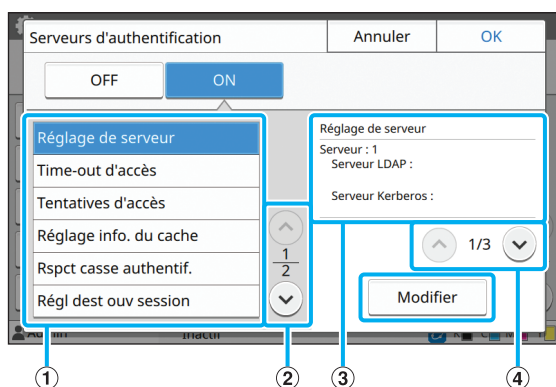 Serveurs d'authentification
Annuler
OK
OFF
ON
Réglage de serveur
Time-out d'accès
Tentatives d'accès
Réglage info. du cache
Rspct casse authentif.
Régl dest ouv session
1
2
Réglage de serveur
Serveur : 1
Serveur LDAP :
Serveur Kerberos :
1/3
Modifier
Admin
Inactif
K C M Y
1 2 3 4